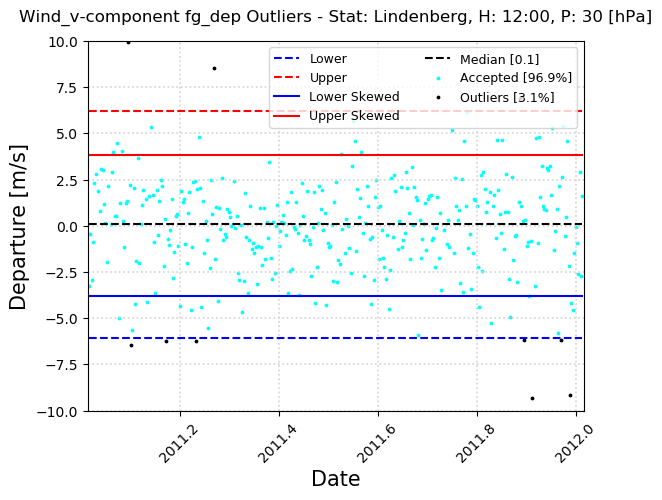 Wind_v-component fg_dep Outliers - Stat: Lindenberg, H: 12:00, P: 30 [hPa]
Lower
Upper
Lower Skewed
Upper Skewed
Median [0.1]
Accepted [96.9%]
Outliers [3.1%]
Departure [m/s]
10.0
7.5
5.0
2.5
0.0
−2.5
−5.0
−7.5
−10.0
2011.2
2011.4
2011.6
2011.8
2012.0
Date